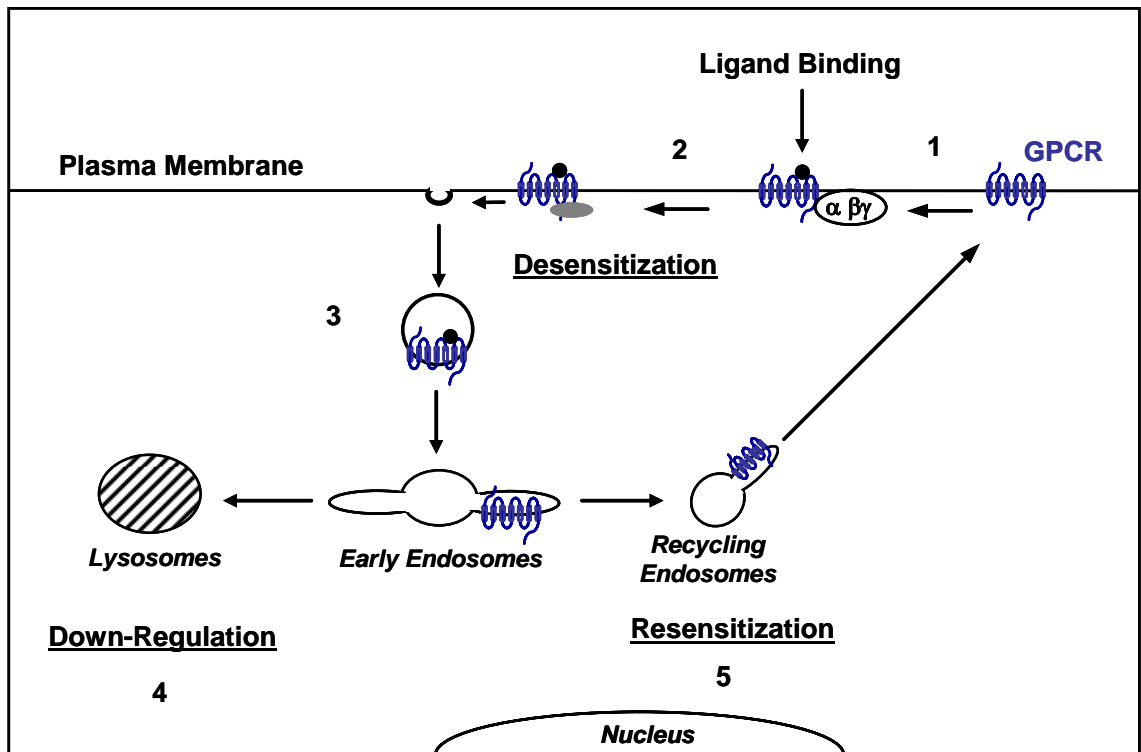 Ligand Binding
1
2
GPCR
Plasma Membrane
α βγ
Desensitization
3
Lysosomes
Early Endosomes
Recycling
Endosomes
Down-Regulation
Resensitization
4
5
Nucleus